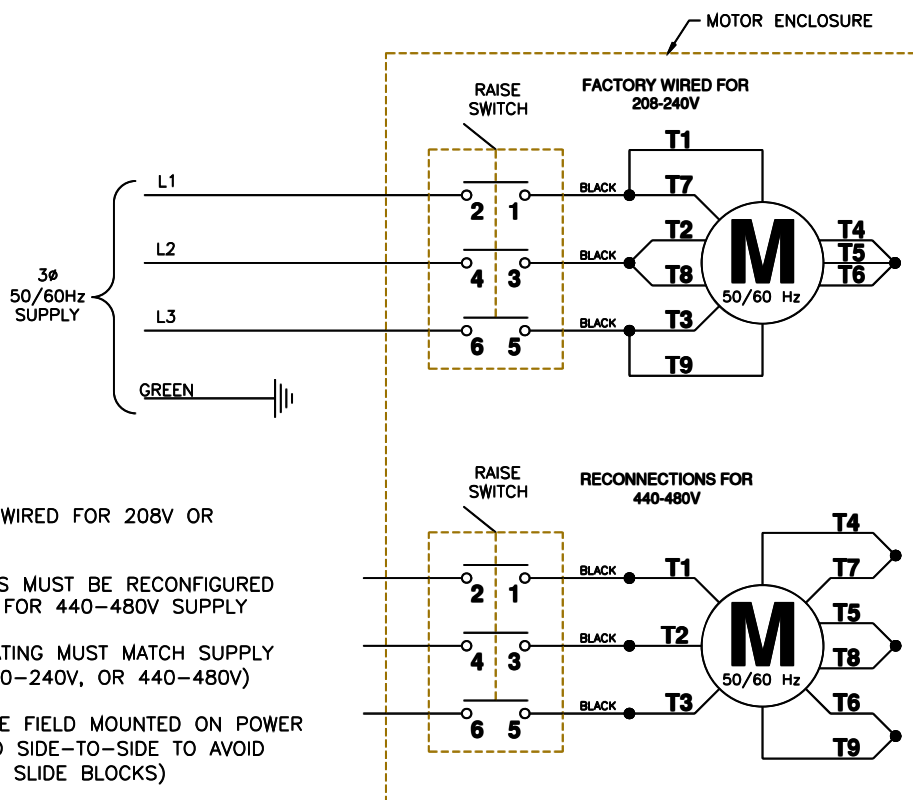 MOTOR ENCLOSURE
RAISE
SWITCH
FACTORY WIRED FOR
208-240V
T1
L1
BLACK
T7
2 1
L2
BLACK
T2
T8
4 3
M
50/60 Hz
T4
T5
T6
3ø
50/60Hz
SUPPLY
L3
BLACK
T3
6 5
T9
GREEN
RAISE
SWITCH
RECONNECTIONS FOR
440-480V
WIRED FOR 208V OR
S MUST BE RECONFIGURED
FOR 440-480V SUPPLY
ATING MUST MATCH SUPPLY
0-240V, OR 440-480V)
E FIELD MOUNTED ON POWER
SIDE-TO-SIDE TO AVOID
SLIDE BLOCKS)
BLACK
T1
2 1
BLACK
T2
4 3
BLACK
T3
6 5
M
50/60 Hz
T4
T7
T5
T8
T6
T9